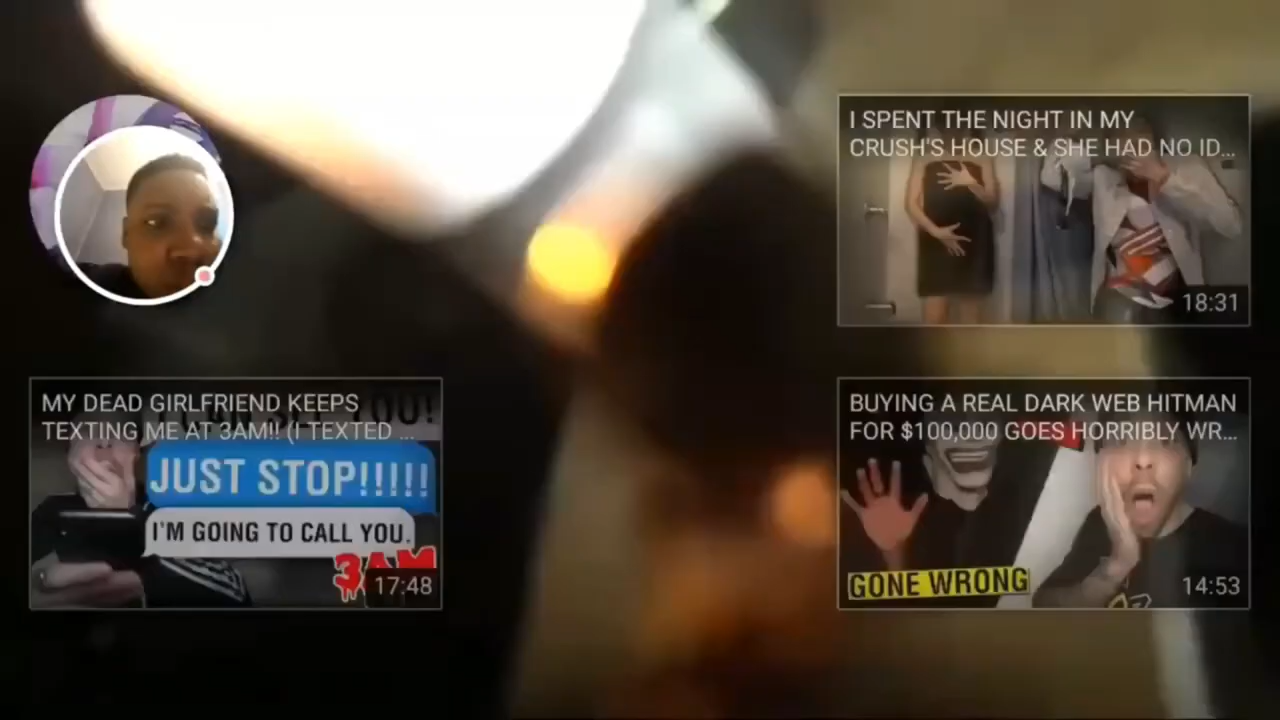 I SPENT THE NIGHT IN MY
CRUSH'S HOUSE & SHE HAD NO ID...
18:31
MY DEAD GIRLFRIEND KEEPS
TEXTING ME AT 3AM!! (I TEXTED ...
YOU!
JUST STOP!!!!!
I'M GOING TO CALL YOU.
3AM
17:48
BUYING A REAL DARK WEB HITMAN
FOR $100,000 GOES HORRIBLY WR...
GONE WRONG
14:53